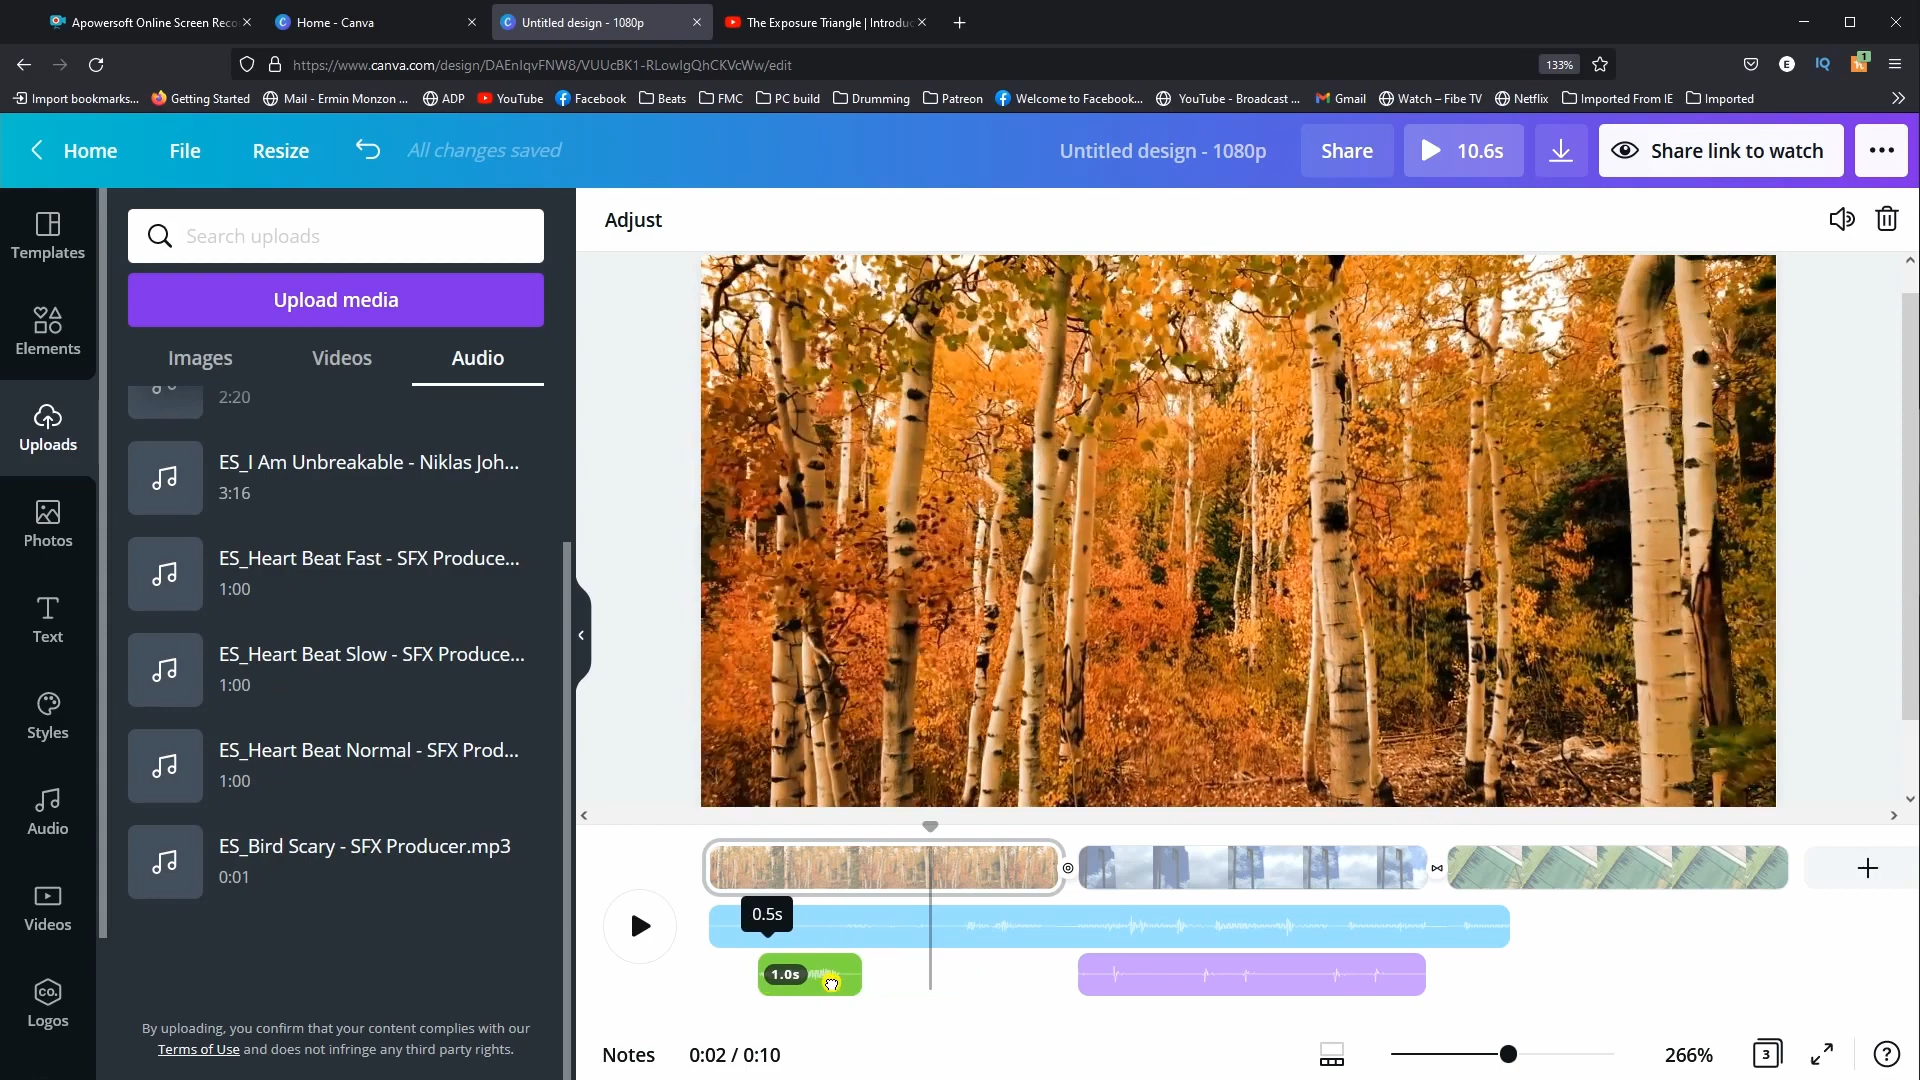 Apowersoft Online Screen Reco
Home - Canva
Untitled design - 1080p
The Exposure Triangle | Introduc
https://www.canva.com/design/DAEnIqvFNW8/VUUcBK1-RLowIgQhCKVcWw/edit
133%
E
IQ
1
Import bookmarks...
Getting Started
Mail - Ermin Monzon ...
ADP
YouTube
Facebook
Beats
FMC
PC build
Drumming
Patreon
Welcome to Facebook...
YouTube - Broadcast ...
Gmail
Watch – Fibe TV
Netflix
Imported From IE
Imported
Home
File
Resize
All changes saved
Untitled design - 1080p
Share
10.6s
Share link to watch
Templates
Elements
Uploads
Photos
Text
Styles
Audio
Videos
co.
Logos
Search uploads
Upload media
Images
Videos
Audio
2:20
ES_I Am Unbreakable - Niklas Joh...
3:16
ES_Heart Beat Fast - SFX Produce...
1:00
ES_Heart Beat Slow - SFX Produce...
1:00
ES_Heart Beat Normal - SFX Prod...
1:00
ES_Bird Scary - SFX Producer.mp3
0:01
By uploading, you confirm that your content complies with our
Terms of Use and does not infringe any third party rights.
Adjust
0.5s
1.0s
Notes
0:02 / 0:10
266%
3